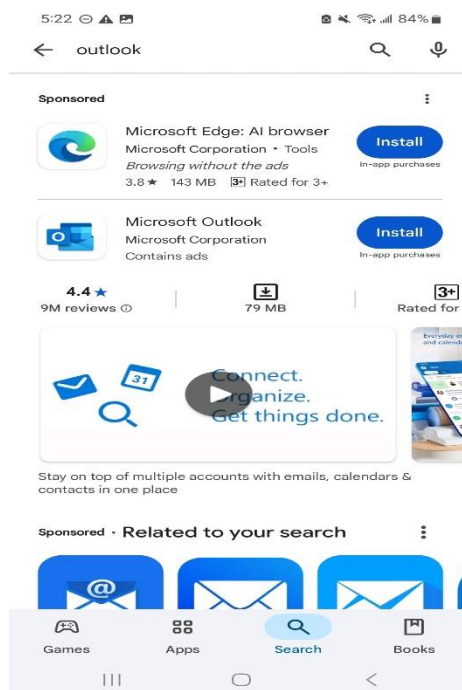 5:22
84%
outlook
Sponsored
Microsoft Edge: AI browser
Microsoft Corporation • Tools
Browsing without the ads
3.8★ 143 MB 3+ Rated for 3+
Install
In-app purchases
Microsoft Outlook
Microsoft Corporation
Contains ads
Install
In-app purchases
4.4★
9M reviews
79 MB
3+
Rated for
31
Connect.
Organize.
Get things done.
Stay on top of multiple accounts with emails, calendars &
contacts in one place
Sponsored · Related to your search
@
Games
Apps
Search
Books